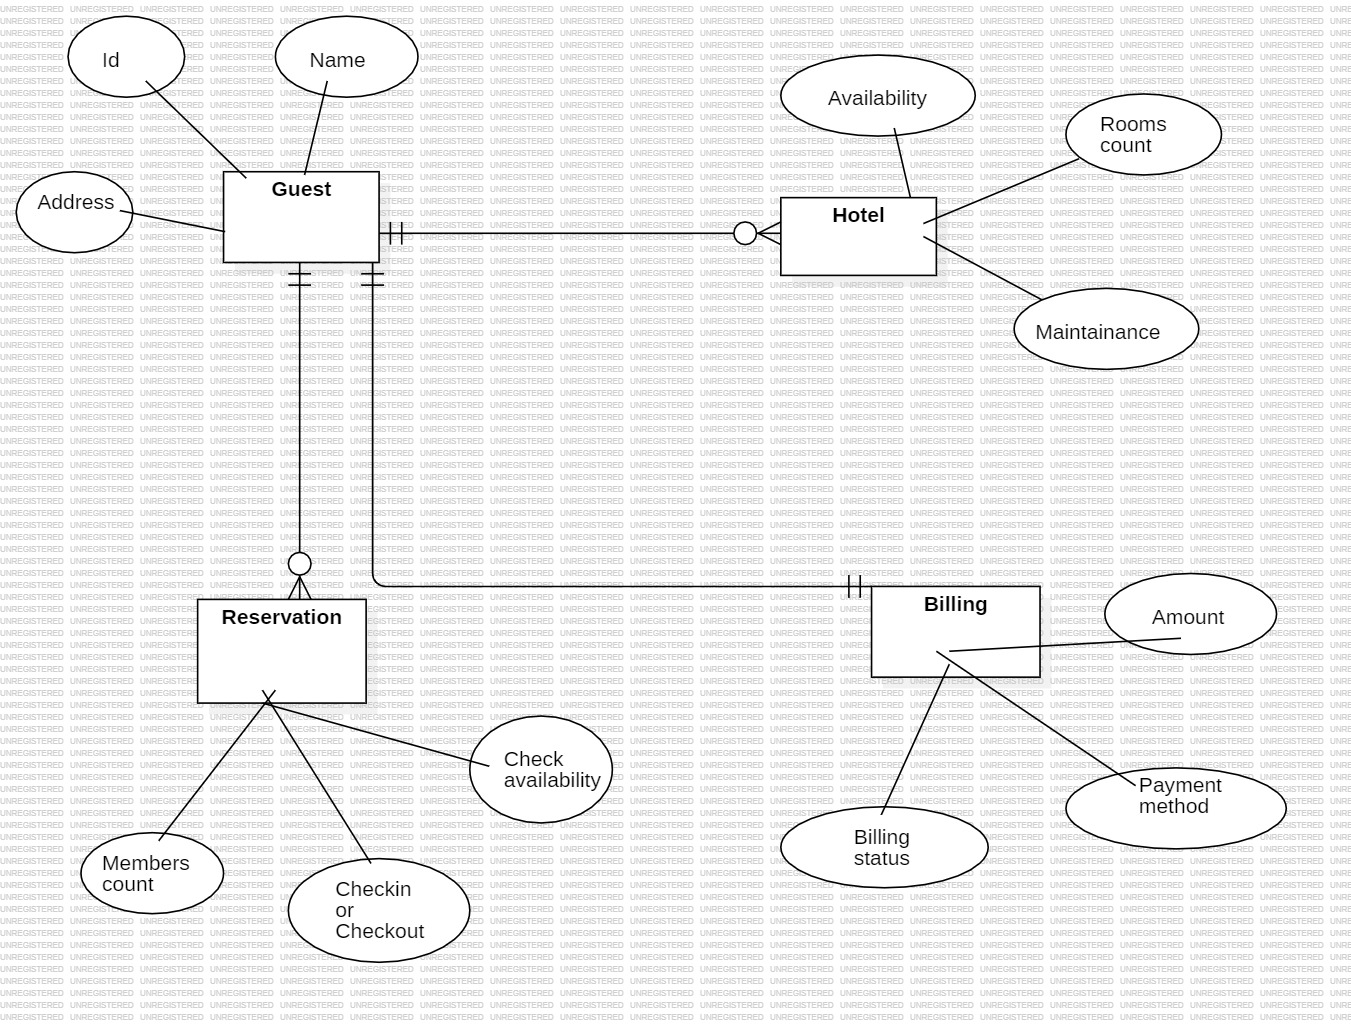 Id
Name
Availability
Rooms
count
Address
Guest
Hotel
Maintainance
Reservation
Billing
Amount
Check
availability
Payment
method
Members
count
Checkin
or
Checkout
Billing
status
UNREGISTERED